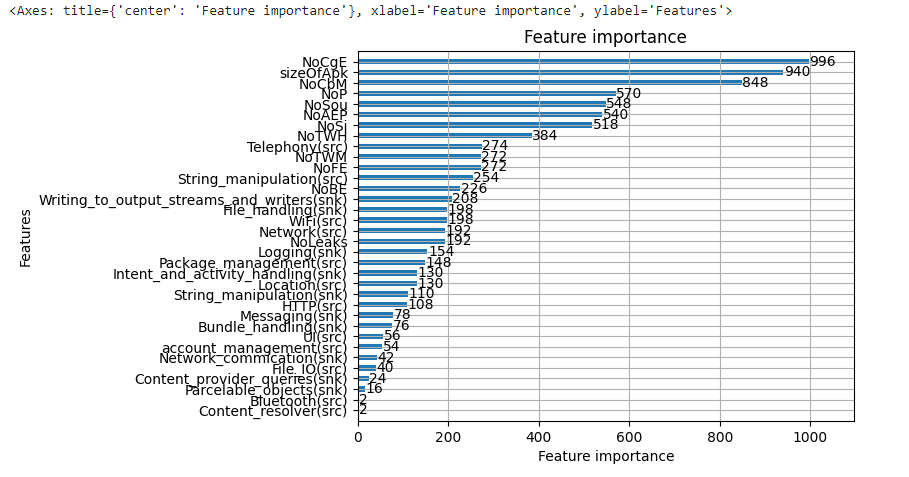 <Axes: title={'center': 'Feature importance'}, xlabel='Feature importance', ylabel='Features'>
Feature importance
NoCgE 996
sizeOfApk 940
NoCbM 848
NoP 570
NoSou 548
NoAEP 540
NoSi 518
NoTWH 384
Telephony(src) 274
NoTWM 272
NoFE 272
String_manipulation(src) 254
NoBE 226
Writing_to_output_streams_and_writers(snk) 208
File_handling(snk) 198
WiFi(src) 198
Network(src) 192
NoLeaks 192
Logging(snk) 154
Package_management(src) 148
Intent_and_activity_handling(snk) 130
Location(src) 130
String_manipulation(snk) 110
HTTP(src) 108
Messaging(snk) 78
Bundle_handling(snk) 76
UI(src) 56
account_management(src) 54
Network_commication(snk) 42
File_IO(src) 40
Content_provider_queries(snk) 24
Parcelable_objects(snk) 16
Bluetooth(src) 2
Content_resolver(src) 2
Features
0 200 400 600 800 1000
Feature importance